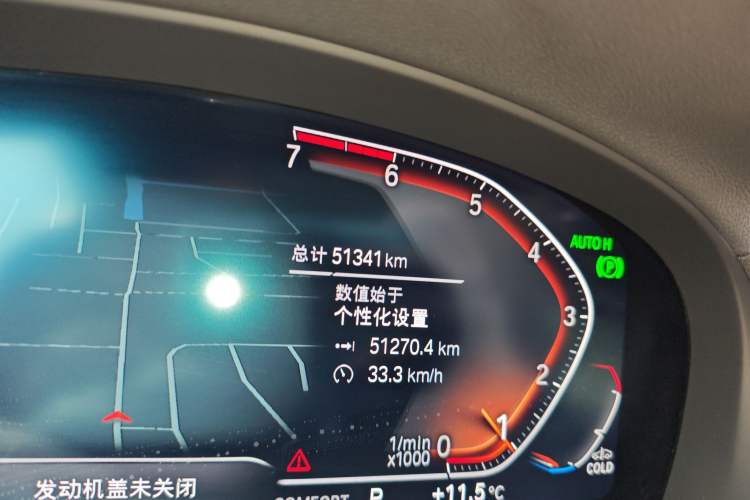 7
6
5
AUTO H
4
P
总计 51341 km
数值始于
个性化设置
3
51270.4 km
33.3 km/h
2
1
1/min
x1000
0
COLD
发动机盖未关闭
COMFORT
P
+11.5°C